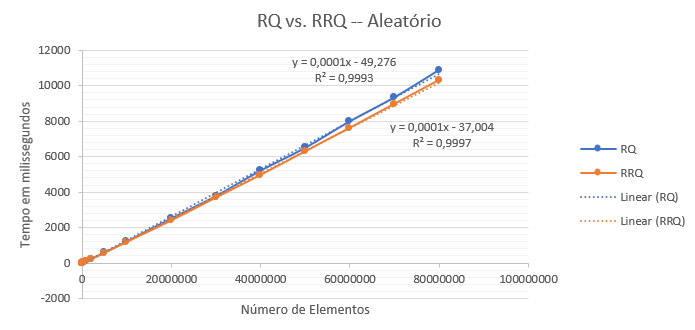 RQ vs. RRQ -- Aleatório
12000
10000
8000
6000
4000
2000
0
-2000
Tempo em milissegundos
y = 0,0001x - 49,276
R² = 0,9993
y = 0,0001x - 37,004
R² = 0,9997
0
20000000
40000000
60000000
80000000
100000000
Número de Elementos
RQ
RRQ
Linear (RQ)
Linear (RRQ)